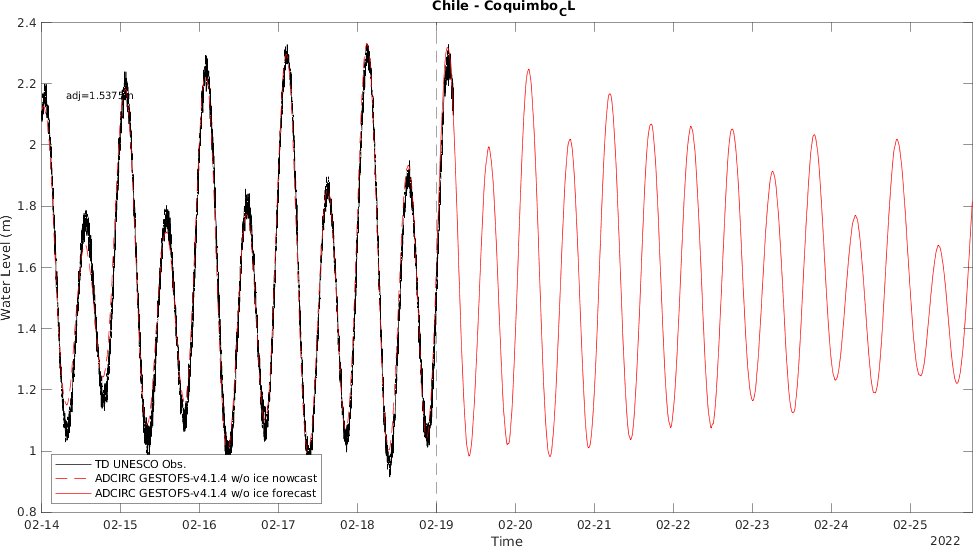 Chile - Coquimbo_CL
2.4
2.2
2
1.8
1.6
1.4
1.2
1
0.8
Water Level (m)
adj=1.5375m
TD UNESCO Obs.
ADCIRC GESTOFS-v4.1.4 w/o ice nowcast
ADCIRC GESTOFS-v4.1.4 w/o ice forecast
02-14 02-15 02-16 02-17 02-18 02-19 02-20 02-21 02-22 02-23 02-24 02-25
Time
2022